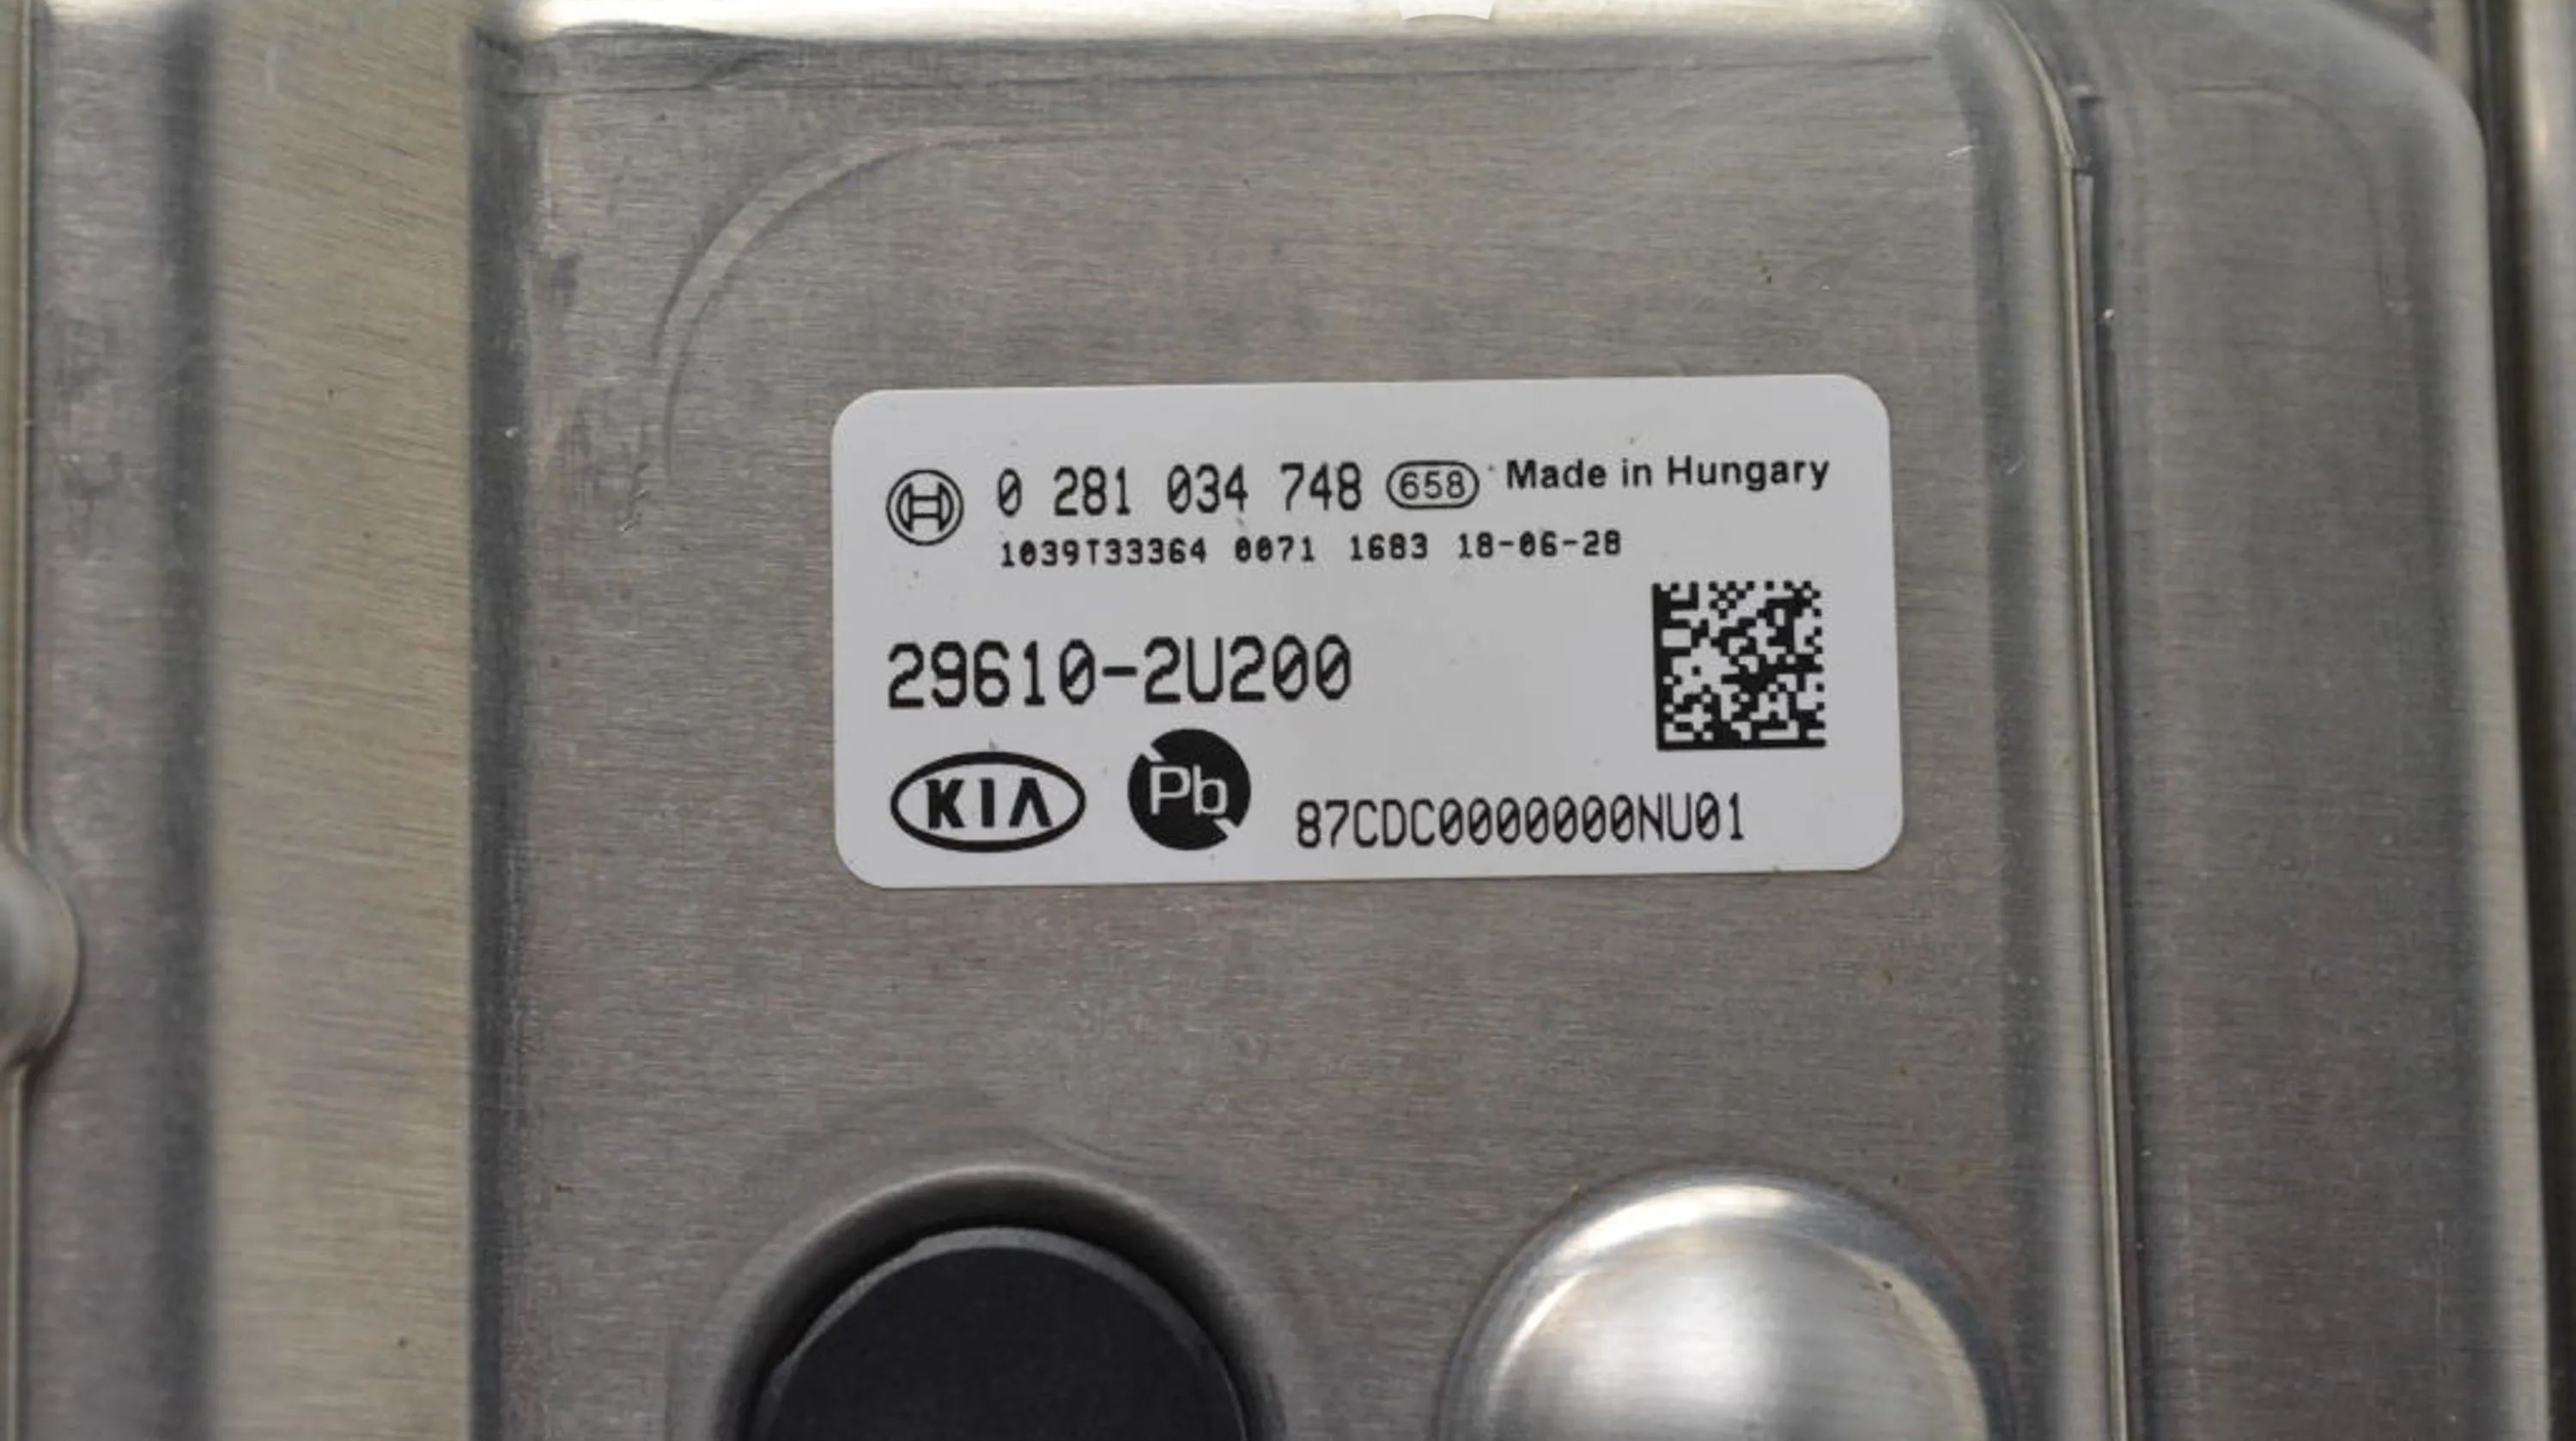 0 281 034 748 658 Made in Hungary
1039T33364 0071 1683 18-06-28
29610-2U200
KIA Pb 87CDC0000000NU01